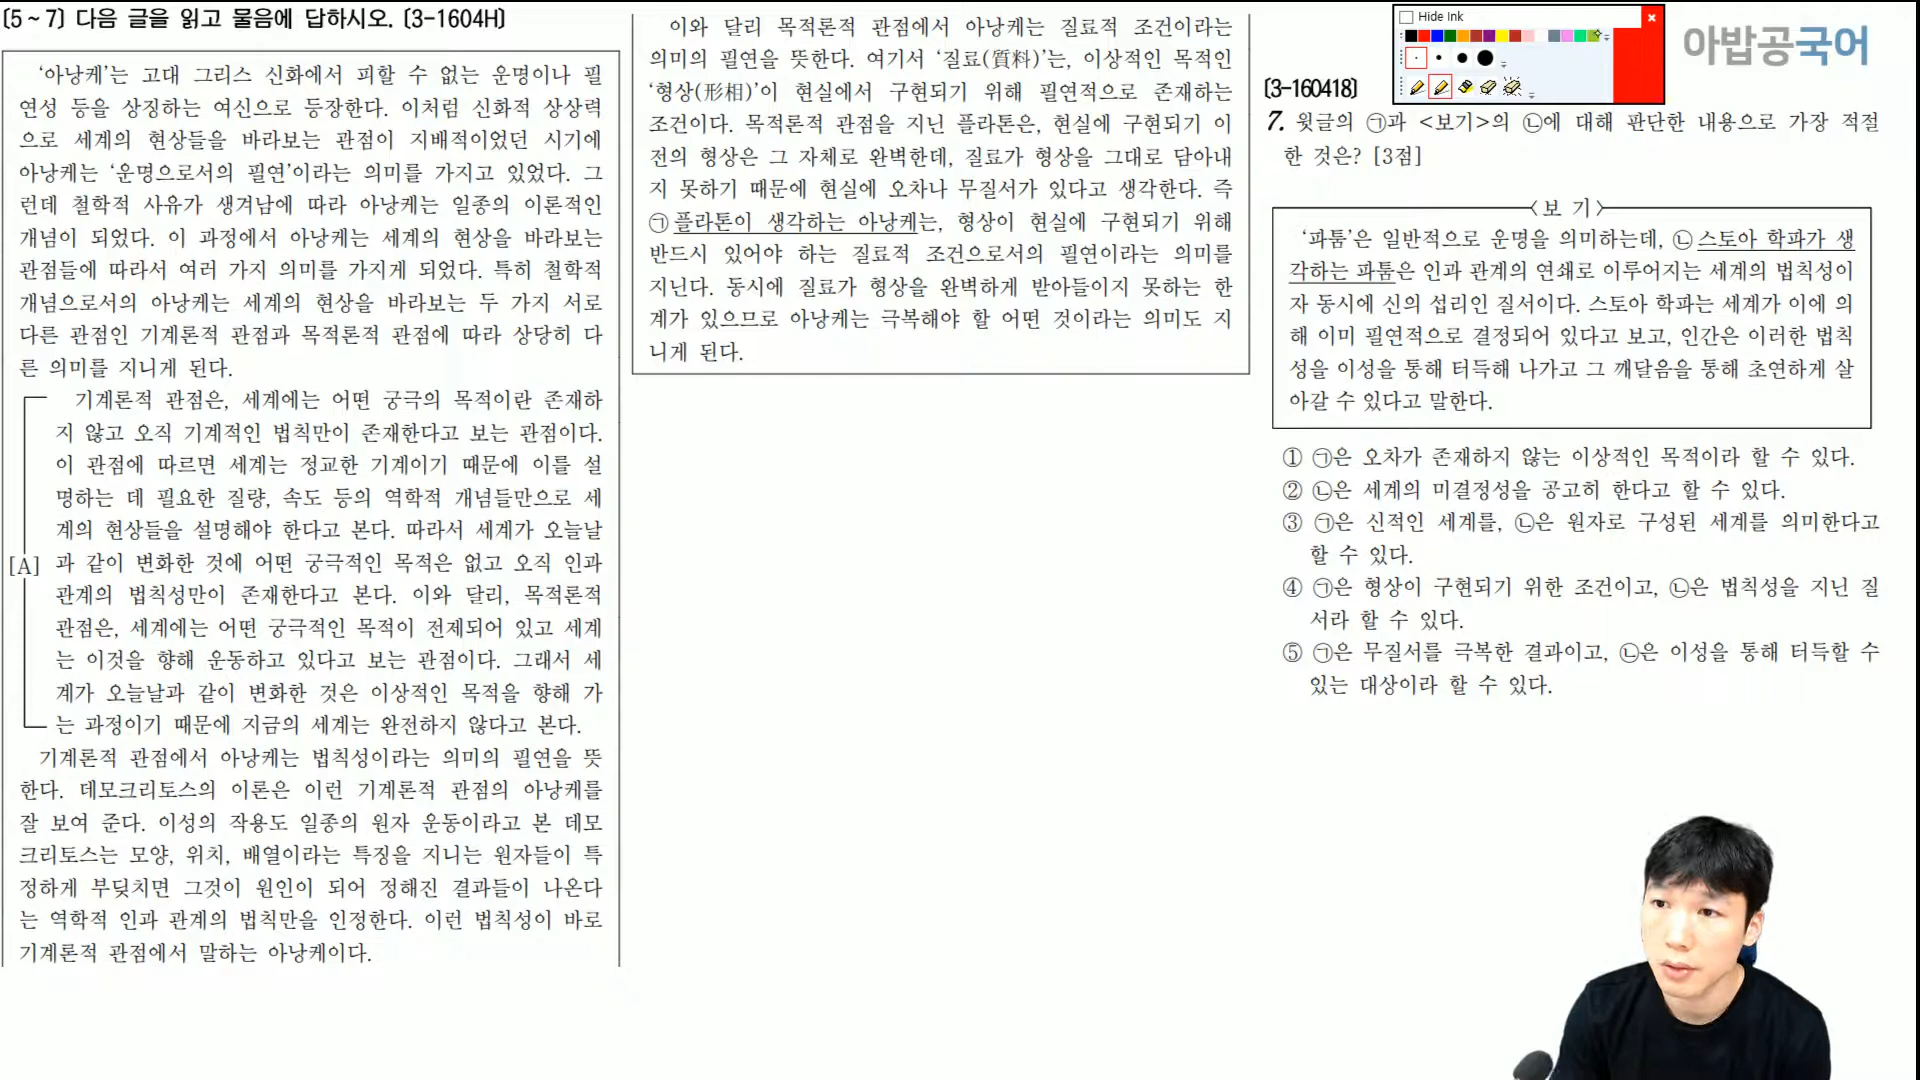 [5~7] 다음 글을 읽고 물음에 답하시오. [3-1604H]
'아낭케'는 고대 그리스 신화에서 피할 수 없는 운명이나 필
연성 등을 상징하는 여신으로 등장한다. 이처럼 신화적 상상력
으로 세계의 현상들을 바라보는 관점이 지배적이었던 시기에
아낭케는 '운명으로서의 필연'이라는 의미를 가지고 있었다. 그
런데 철학적 사유가 생겨남에 따라 아낭케는 일종의 이론적인
개념이 되었다. 이 과정에서 아낭케는 세계의 현상을 바라보는
관점들에 따라서 여러 가지 의미를 가지게 되었다. 특히 철학적
개념으로서의 아낭케는 세계의 현상을 바라보는 두 가지 서로
다른 관점인 기계론적 관점과 목적론적 관점에 따라 상당히 다
른 의미를 지니게 된다.
기계론적 관점은, 세계에는 어떤 궁극의 목적이란 존재하
지 않고 오직 기계적인 법칙만이 존재한다고 보는 관점이다.
이 관점에 따르면 세계는 정교한 기계이기 때문에 이를 설
명하는 데 필요한 질량, 속도 등의 역학적 개념들만으로 세
계의 현상들을 설명해야 한다고 본다. 따라서 세계가 오늘날
[A] 과 같이 변화한 것에 어떤 궁극적인 목적은 없고 오직 인과
관계의 법칙성만이 존재한다고 본다. 이와 달리, 목적론적
관점은, 세계에는 어떤 궁극적인 목적이 전제되어 있고 세계
는 이것을 향해 운동하고 있다고 보는 관점이다. 그래서 세
계가 오늘날과 같이 변화한 것은 이상적인 목적을 향해 가
는 과정이기 때문에 지금의 세계는 완전하지 않다고 본다.
기계론적 관점에서 아낭케는 법칙성이라는 의미의 필연을 뜻
한다. 데모크리토스의 이론은 이런 기계론적 관점의 아낭케를
잘 보여 준다. 이성의 작용도 일종의 원자 운동이라고 본 데모
크리토스는 모양, 위치, 배열이라는 특징을 지니는 원자들이 특
정하게 부딪치면 그것이 원인이 되어 정해진 결과들이 나온다
는 역학적 인과 관계의 법칙만을 인정한다. 이런 법칙성이 바로
기계론적 관점에서 말하는 아낭케이다.
이와 달리 목적론적 관점에서 아낭케는 질료적 조건이라는
의미의 필연을 뜻한다. 여기서 '질료(質料)'는, 이상적인 목적인
'형상(形相)'이 현실에서 구현되기 위해 필연적으로 존재하는
조건이다. 목적론적 관점을 지닌 플라톤은, 현실에 구현되기 이
전의 형상은 그 자체로 완벽한데, 질료가 형상을 그대로 담아내
지 못하기 때문에 현실에 오차나 무질서가 있다고 생각한다. 즉
㉠ 플라톤이 생각하는 아낭케는, 형상이 현실에 구현되기 위해
반드시 있어야 하는 질료적 조건으로서의 필연이라는 의미를
지닌다. 동시에 질료가 형상을 완벽하게 받아들이지 못하는 한
계가 있으므로 아낭케는 극복해야 할 어떤 것이라는 의미도 지
니게 된다.
Hide Ink
아밥공국어
[3-160418]
7. 윗글의 ㉠과 <보기>의 ㉡에 대해 판단한 내용으로 가장 적절
한 것은? [3점]
<보 기>
'파툼'은 일반적으로 운명을 의미하는데, ㉡ 스토아 학파가 생
각하는 파툼은 인과 관계의 연쇄로 이루어지는 세계의 법칙성이
자 동시에 신의 섭리인 질서이다. 스토아 학파는 세계가 이에 의
해 이미 필연적으로 결정되어 있다고 보고, 인간은 이러한 법칙
성을 이성을 통해 터득해 나가고 그 깨달음을 통해 초연하게 살
아갈 수 있다고 말한다.
① ㉠은 오차가 존재하지 않는 이상적인 목적이라 할 수 있다.
② ㉡은 세계의 미결정성을 공고히 한다고 할 수 있다.
③ ㉠은 신적인 세계를, ㉡은 원자로 구성된 세계를 의미한다고
할 수 있다.
④ ㉠은 형상이 구현되기 위한 조건이고, ㉡은 법칙성을 지닌 질
서라 할 수 있다.
⑤ ㉠은 무질서를 극복한 결과이고, ㉡은 이성을 통해 터득할 수
있는 대상이라 할 수 있다.